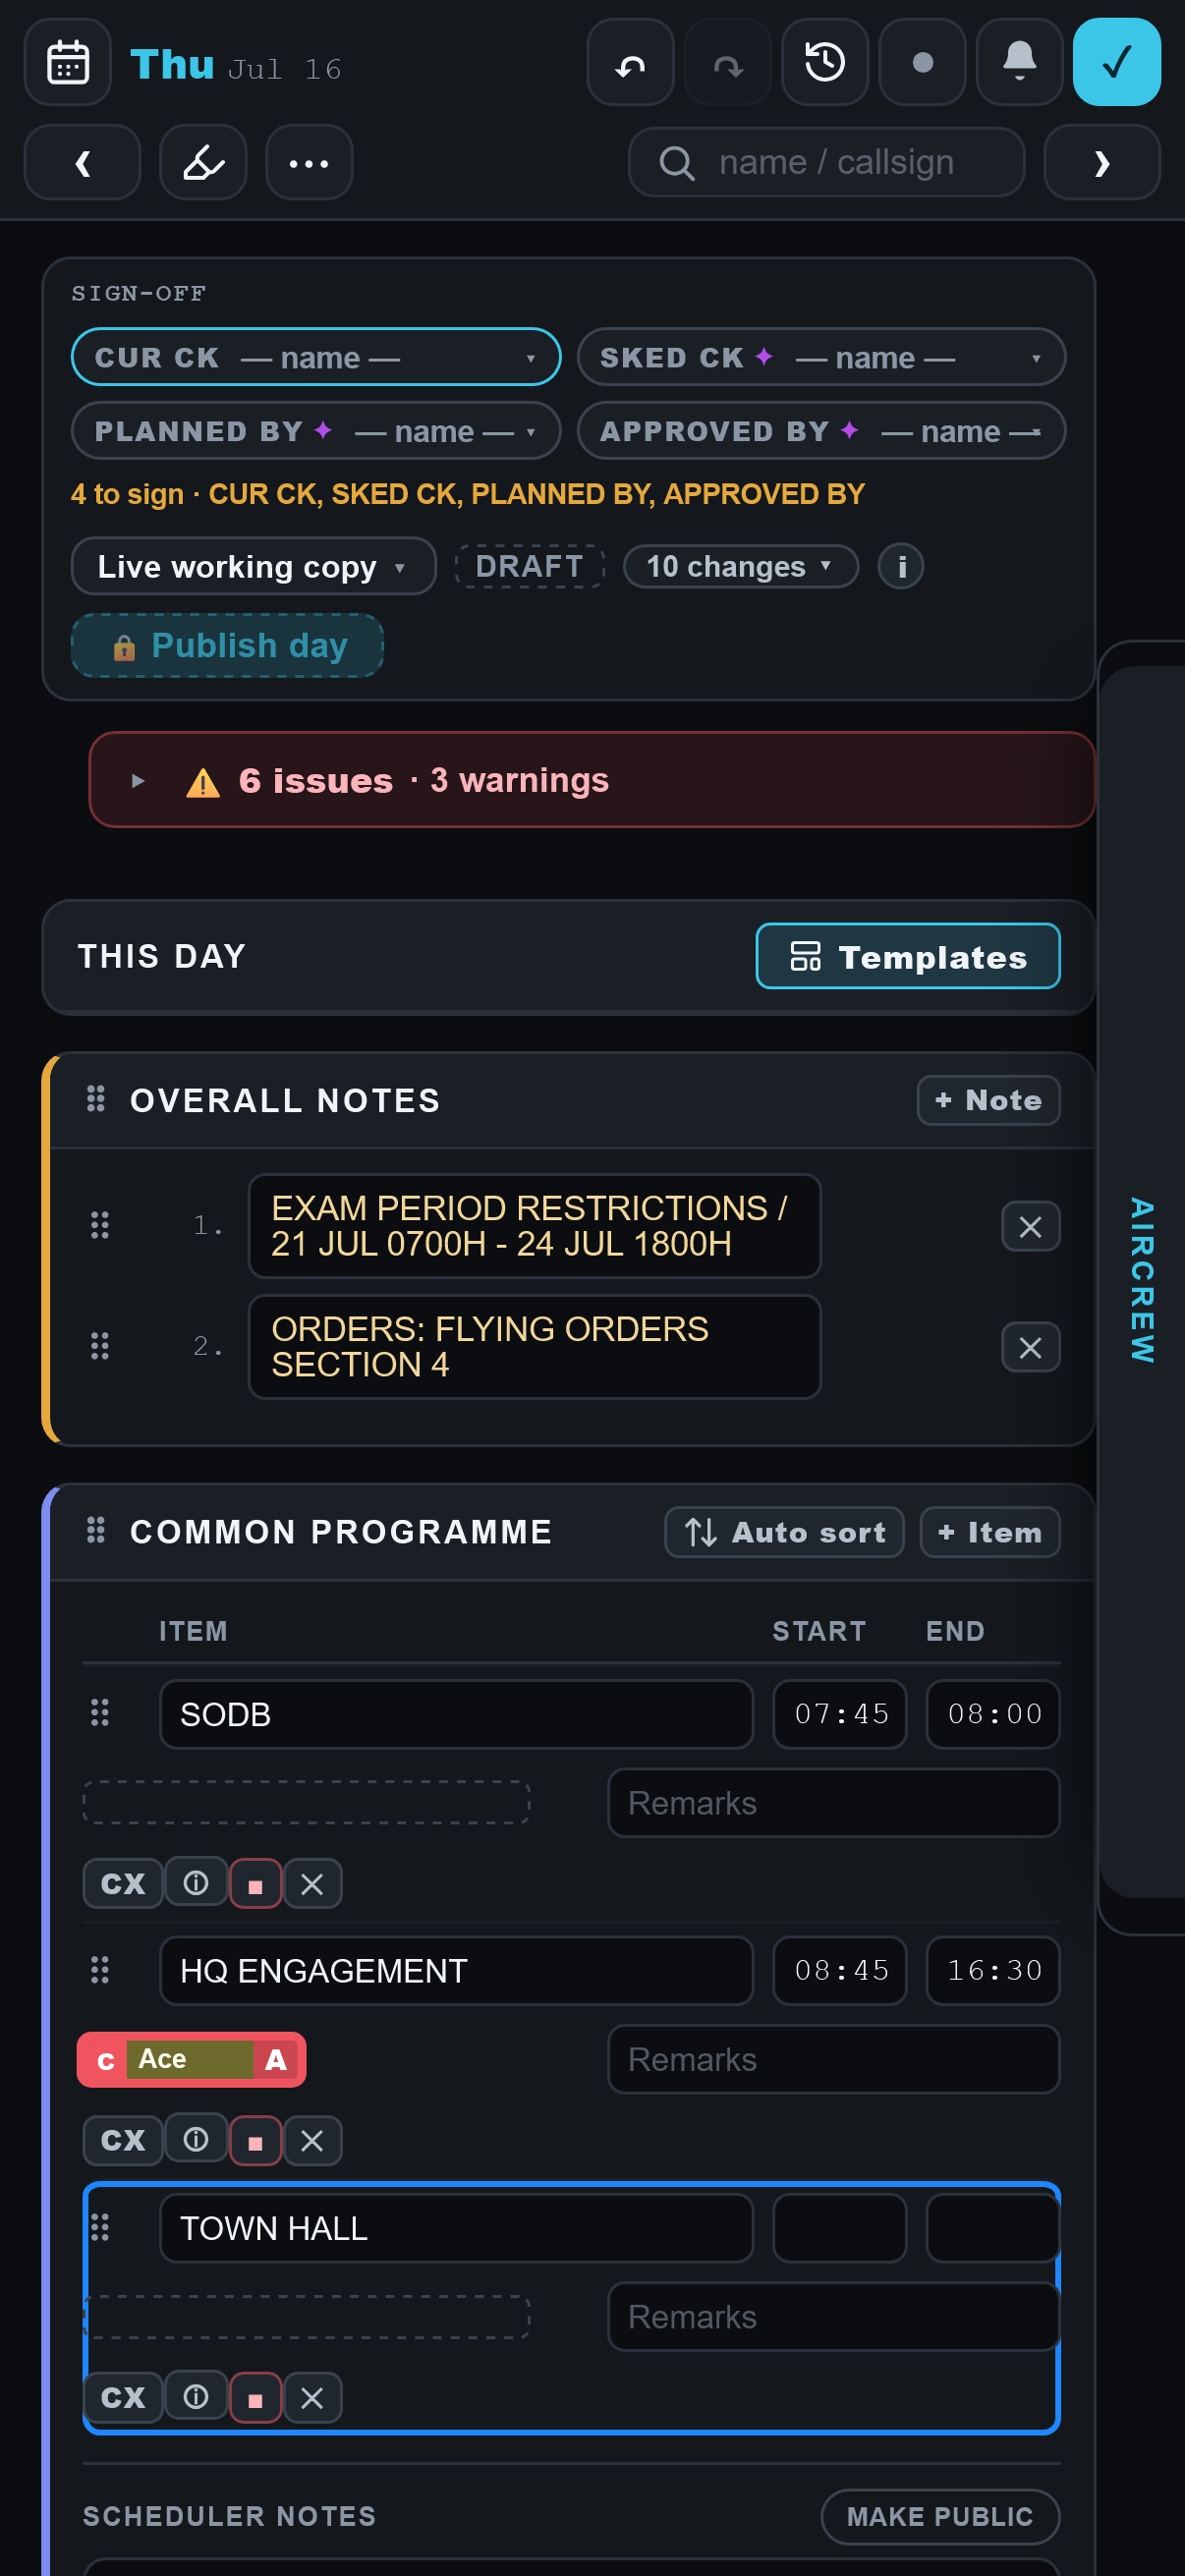 Thu Jul 16
name / callsign
SIGN-OFF
CUR CK — name —
SKED CK — name —
PLANNED BY — name —
APPROVED BY — name —
4 to sign · CUR CK, SKED CK, PLANNED BY, APPROVED BY
Live working copy DRAFT 10 changes i
Publish day
6 issues · 3 warnings
THIS DAY Templates
OVERALL NOTES + Note
1. EXAM PERIOD RESTRICTIONS /
21 JUL 0700H - 24 JUL 1800H
2. ORDERS: FLYING ORDERS
SECTION 4
AIRCREW
COMMON PROGRAMME Auto sort + Item
ITEM START END
SODB 07:45 08:00
Remarks
CX
HQ ENGAGEMENT 08:45 16:30
c Ace A Remarks
CX
TOWN HALL
Remarks
CX
SCHEDULER NOTES MAKE PUBLIC